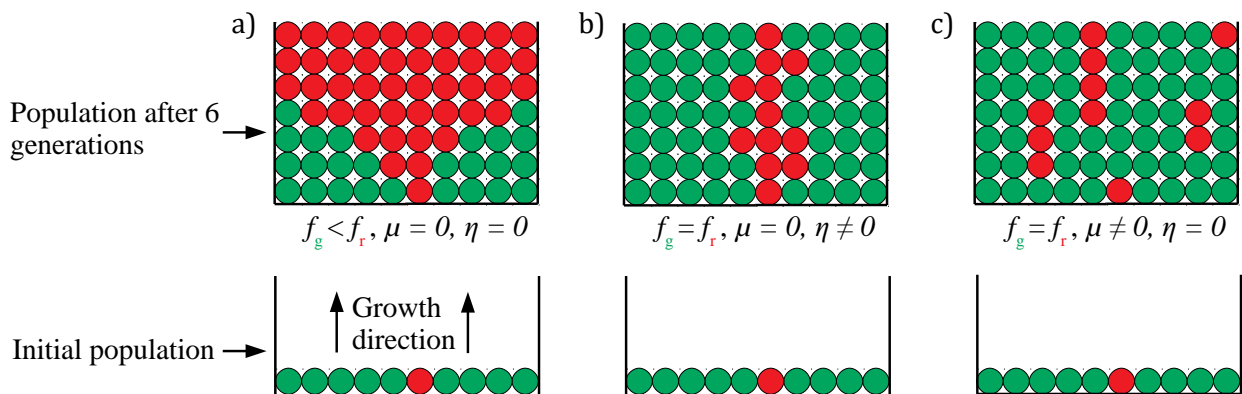 a)
b)
c)
Population after 6
generations
f_g < f_r, μ = 0, η = 0
f_g = f_r, μ = 0, η ≠ 0
f_g = f_r, μ ≠ 0, η = 0
Growth
direction
Initial population